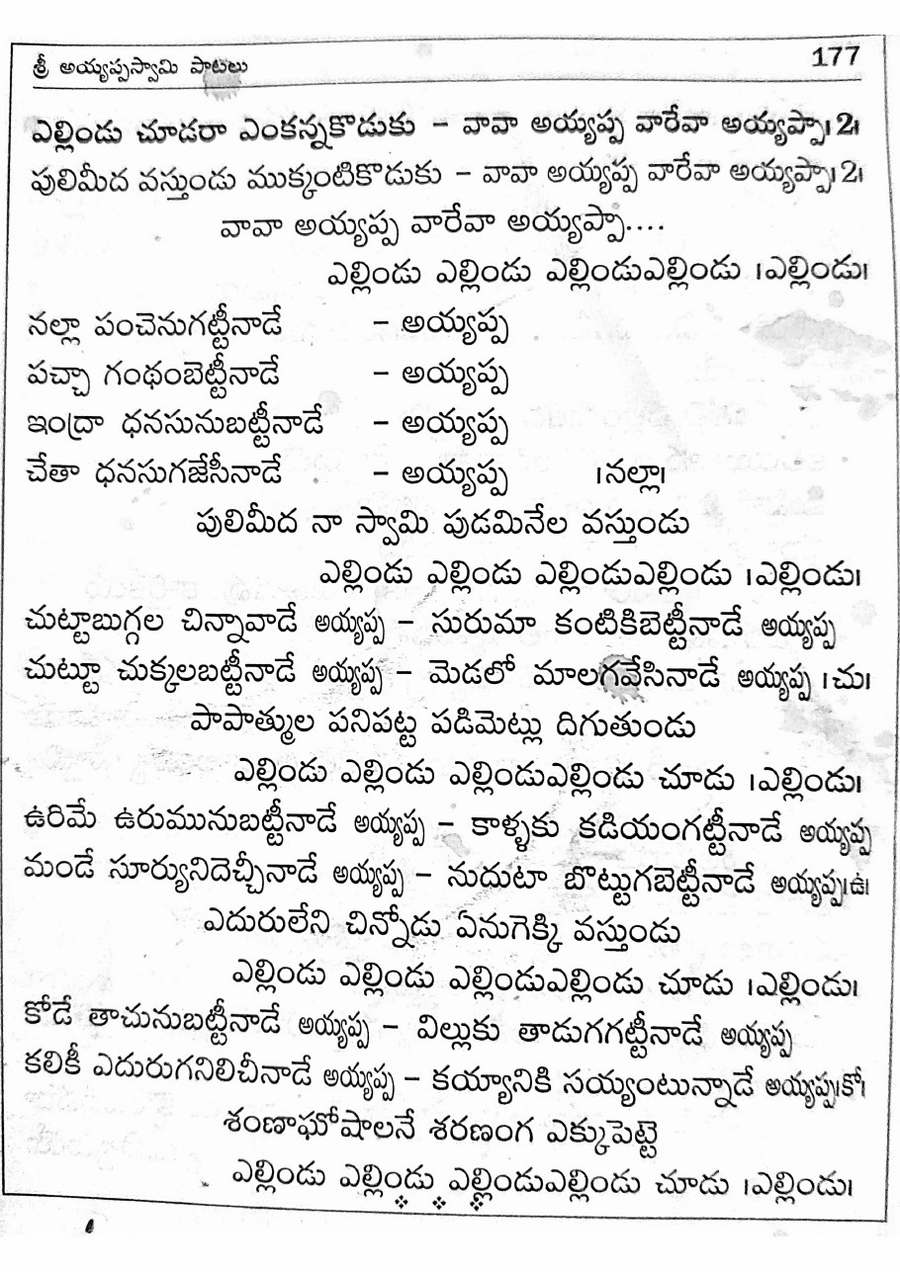 శ్రీ అయ్యప్పస్వామి పాటలు 177
ఎల్లిండు చూడరా ఎంకన్నకొడుకు – వావా అయ్యప్ప వారేవా అయ్యప్పా।2।
పులిమీద వస్తుండు ముక్కంటికొడుకు – వావా అయ్యప్ప వారేవా అయ్యప్పా।2।
వావా అయ్యప్ప వారేవా అయ్యప్పా....
ఎల్లిండు ఎల్లిండు ఎల్లిండుఎల్లిండు ।ఎల్లిండు।
నల్లా పంచెనుగట్టీనాడే – అయ్యప్ప
పచ్చా గంథంబెట్టీనాడే – అయ్యప్ప
ఇంద్రా ధనసునుబట్టీనాడే – అయ్యప్ప
చేతా ధనసుగజేసీనాడే – అయ్యప్ప ।నల్లా।
పులిమీద నా స్వామి పుడమినేల వస్తుండు
ఎల్లిండు ఎల్లిండు ఎల్లిండుఎల్లిండు ।ఎల్లిండు।
చుట్టాబుగ్గల చిన్నావాడే అయ్యప్ప – సురుమా కంటికిబెట్టీనాడే అయ్యప్ప
చుట్టూ చుక్కలబట్టీనాడే అయ్యప్ప – మెడలో మాలగవేసినాడే అయ్యప్ప ।చు।
పాపాత్ముల పనిపట్ట పడిమెట్లు దిగుతుండు
ఎల్లిండు ఎల్లిండు ఎల్లిండుఎల్లిండు చూడు ।ఎల్లిండు।
ఉరిమే ఉరుమునుబట్టీనాడే అయ్యప్ప – కాళ్ళకు కడియంగట్టీనాడే అయ్యప్ప
మండే సూర్యునిదెచ్చీనాడే అయ్యప్ప – నుదుటా బొట్టుగబెట్టీనాడే అయ్యప్ప।ఉ।
ఎదురులేని చిన్నోడు ఏనుగెక్కి వస్తుండు
ఎల్లిండు ఎల్లిండు ఎల్లిండుఎల్లిండు చూడు ।ఎల్లిండు।
కోడే తాచునుబట్టీనాడే అయ్యప్ప – విల్లుకు తాడుగగట్టీనాడే అయ్యప్ప
కలికీ ఎదురుగనిలిచీనాడే అయ్యప్ప – కయ్యానికి సయ్యంటున్నాడే అయ్యప్ప।కో।
శంణాఘోషాలనే శరణంగ ఎక్కుపెట్టె
ఎల్లిండు ఎల్లిండు ఎల్లిండుఎల్లిండు చూడు ।ఎల్లిండు।